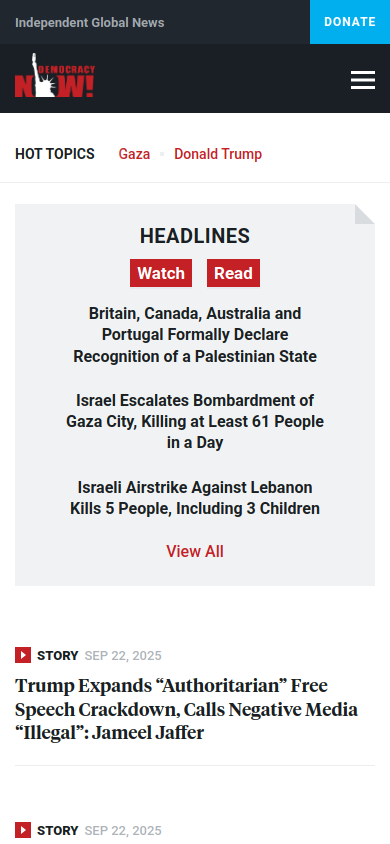 Independent Global News
DONATE
DEMOCRACY
NOW!
HOT TOPICS
Gaza
Donald Trump
HEADLINES
Watch
Read
Britain, Canada, Australia and
Portugal Formally Declare
Recognition of a Palestinian State
Israel Escalates Bombardment of
Gaza City, Killing at Least 61 People
in a Day
Israeli Airstrike Against Lebanon
Kills 5 People, Including 3 Children
View All
STORY SEP 22, 2025
Trump Expands “Authoritarian” Free
Speech Crackdown, Calls Negative Media
“Illegal”: Jameel Jaffer
STORY SEP 22, 2025